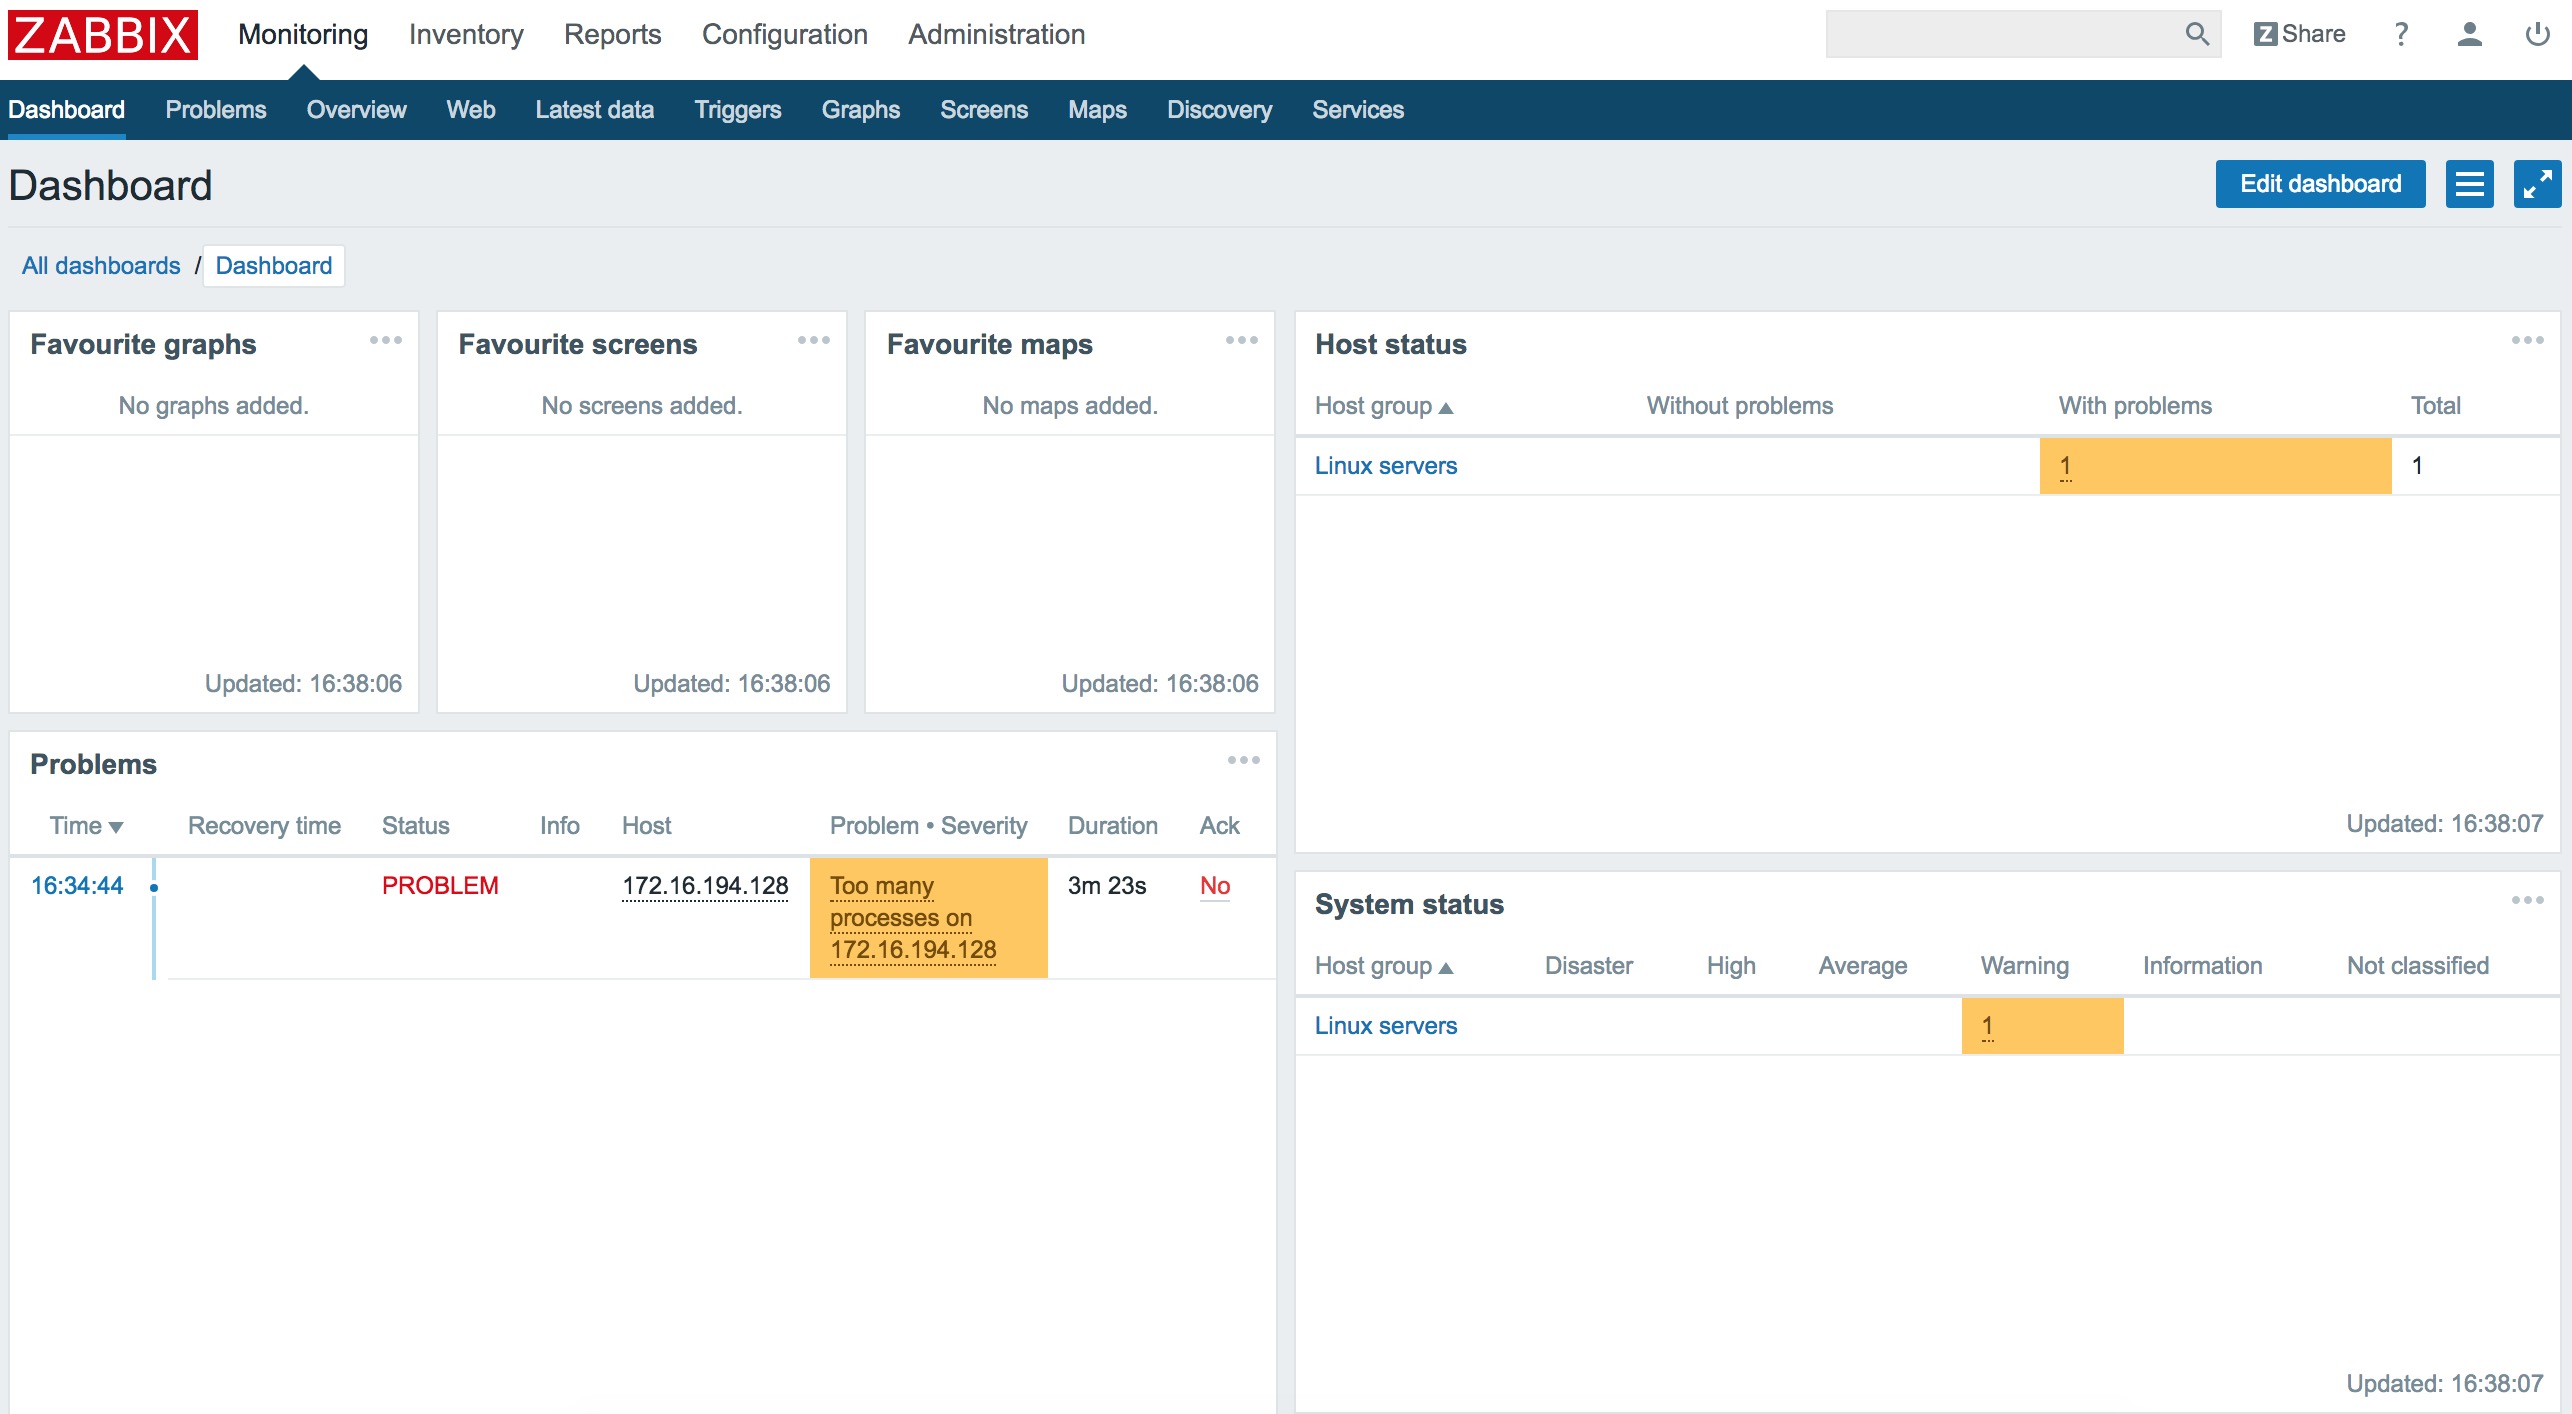 ZABBIX Monitoring Inventory Reports Configuration Administration Z Share ?
Dashboard Problems Overview Web Latest data Triggers Graphs Screens Maps Discovery Services
Dashboard
Edit dashboard
All dashboards / Dashboard
Favourite graphs
No graphs added.
Updated: 16:38:06
Favourite screens
No screens added.
Updated: 16:38:06
Favourite maps
No maps added.
Updated: 16:38:06
Host status
Host group ▲ Without problems With problems Total
Linux servers 1 1
Updated: 16:38:07
Problems
Time ▼ Recovery time Status Info Host Problem • Severity Duration Ack
16:34:44 PROBLEM 172.16.194.128 Too many 3m 23s No
processes on
172.16.194.128
System status
Host group ▲ Disaster High Average Warning Information Not classified
Linux servers 1
Updated: 16:38:07